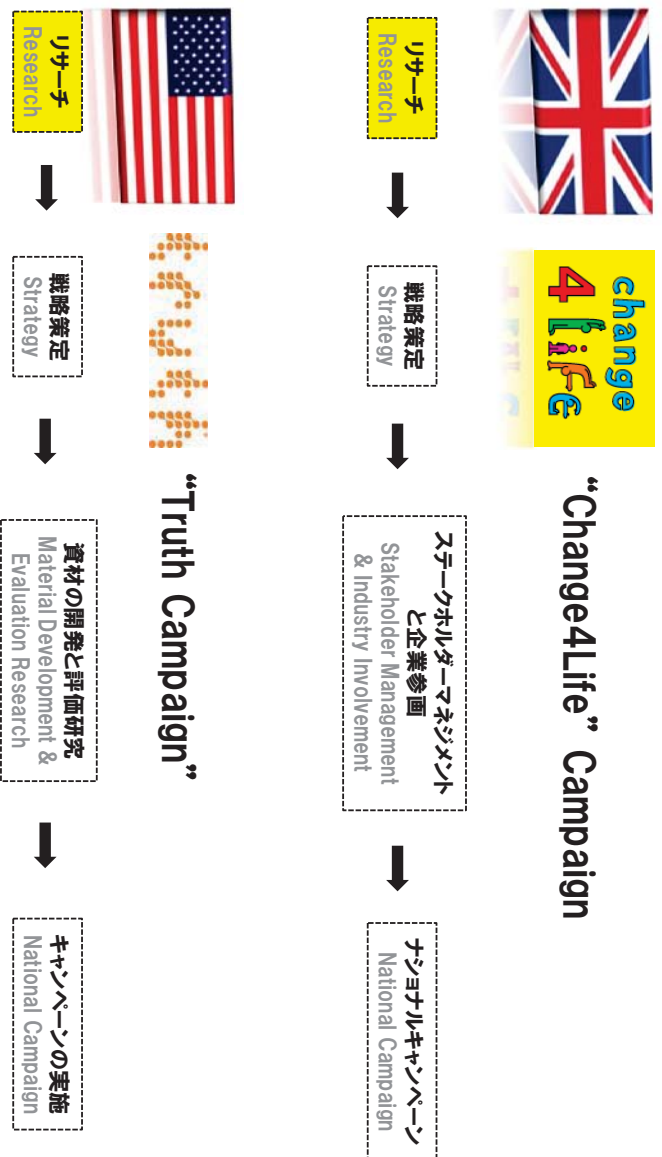 change
4LiFe
“Change4Life” Campaign
リサーチ
Research
戦略策定
Strategy
ステークホルダーマネジメント
と企業参画
Stakeholder Management
& Industry Involvement
ナショナルキャンペーン
National Campaign
truth
“Truth Campaign”
リサーチ
Research
戦略策定
Strategy
資材の開発と評価研究
Material Development &
Evaluation Research
キャンペーンの実施
National Campaign